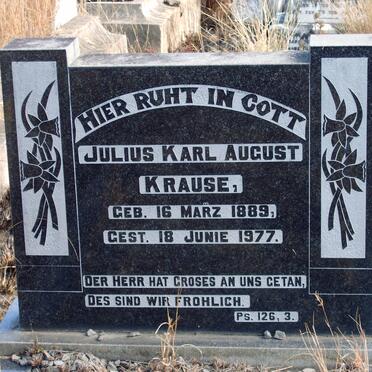 HIER RUHT IN GOTT
JULIUS KARL AUGUST
KRAUSE,
GEB. 16 MÄRZ 1889,
GEST. 18 JUNIE 1977.
DER HERR HAT GROSES AN UNS GETAN,
DES SIND WIR FROHLICH.
PS. 126, 3.